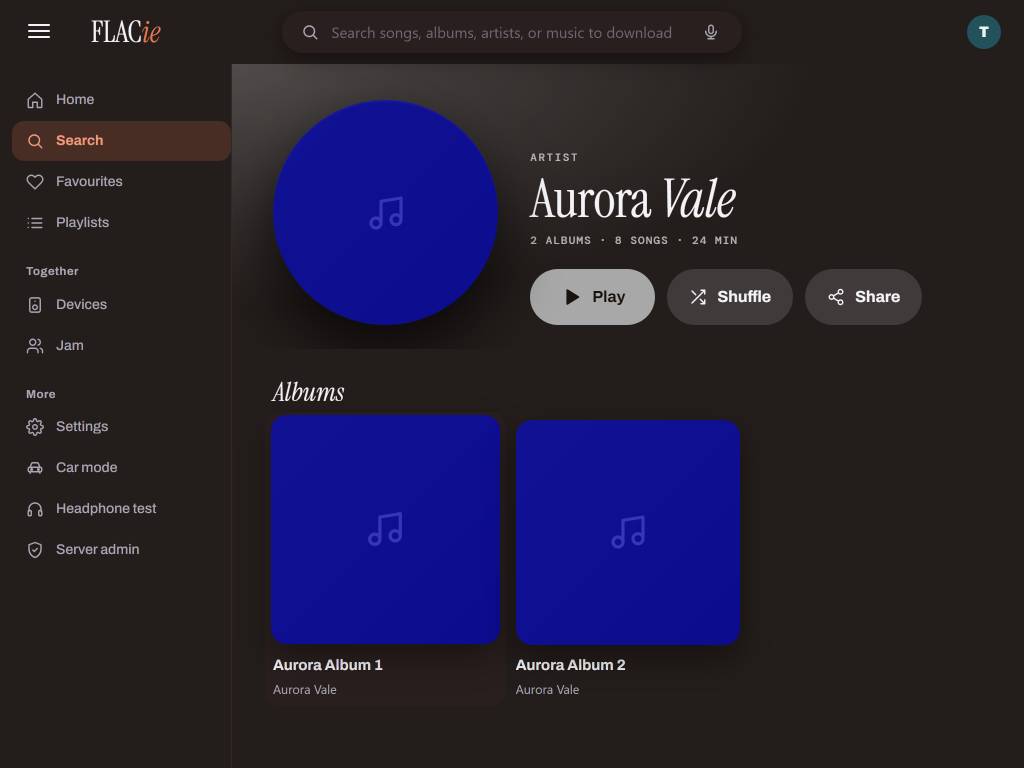 FLACie
Search songs, albums, artists, or music to download
T
Home
Search
Favourites
Playlists
Together
Devices
Jam
More
Settings
Car mode
Headphone test
Server admin
ARTIST
Aurora Vale
2 ALBUMS · 8 SONGS · 24 MIN
Play
Shuffle
Share
Albums
Aurora Album 1
Aurora Vale
Aurora Album 2
Aurora Vale